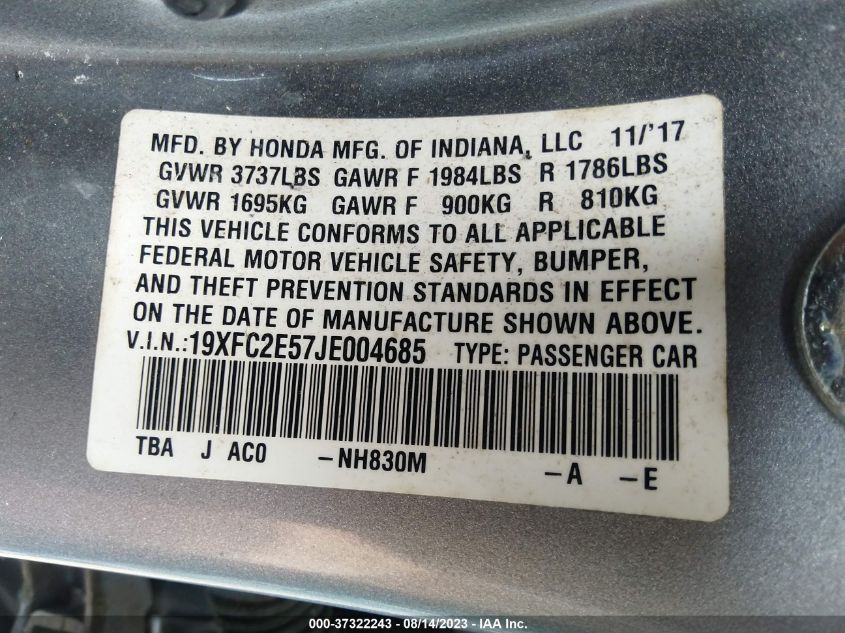 MFD. BY HONDA MFG. OF INDIANA, LLC 11/'17
GVWR 3737LBS GAWR F 1984LBS R 1786LBS
GVWR 1695KG GAWR F 900KG R 810KG
THIS VEHICLE CONFORMS TO ALL APPLICABLE
FEDERAL MOTOR VEHICLE SAFETY, BUMPER,
AND THEFT PREVENTION STANDARDS IN EFFECT
ON THE DATE OF MANUFACTURE SHOWN ABOVE.
V.I.N.:19XFC2E57JE004685 TYPE: PASSENGER CAR
TBA J AC0 -NH830M -A -E
000-37322243 - 08/14/2023 - IAA Inc.